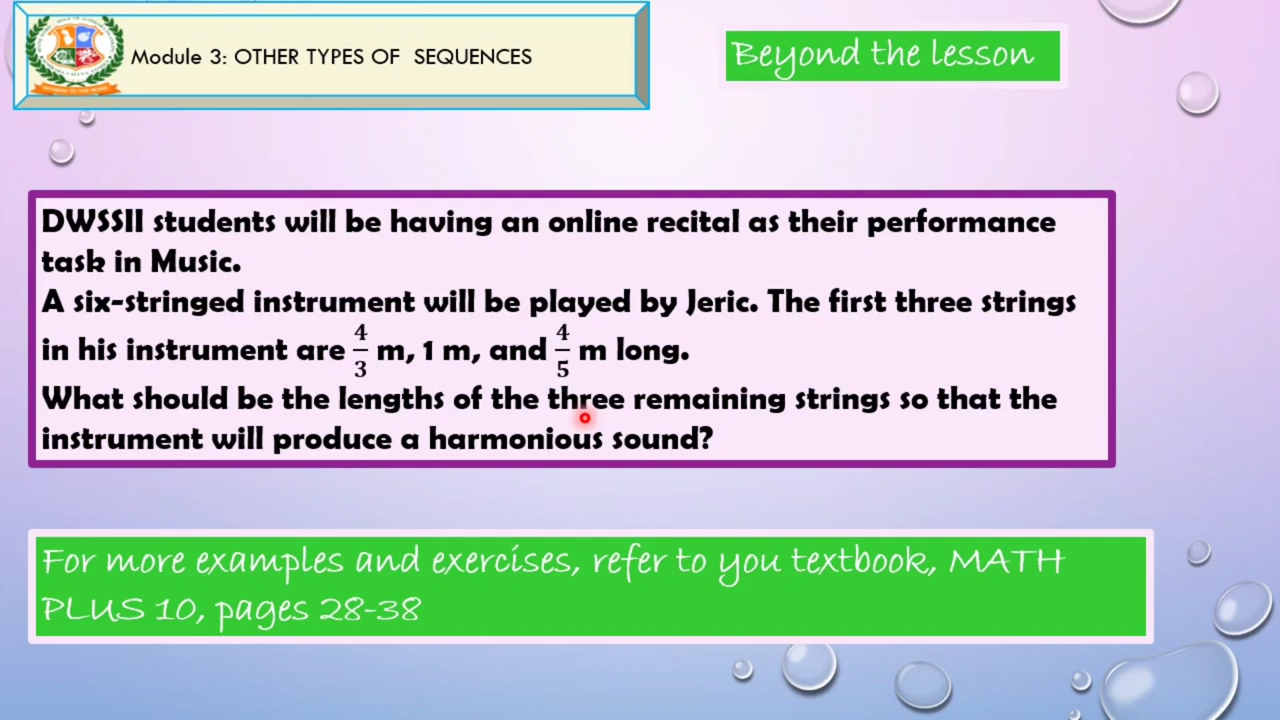 Module 3: OTHER TYPES OF SEQUENCES
Beyond the lesson
DWSSII students will be having an online recital as their performance
task in Music.
A six-stringed instrument will be played by Jeric. The first three strings
in his instrument are 4/3 m, 1 m, and 4/5 m long.
What should be the lengths of the three remaining strings so that the
instrument will produce a harmonious sound?
For more examples and exercises, refer to you textbook, MATH
PLUS 10, pages 28-38